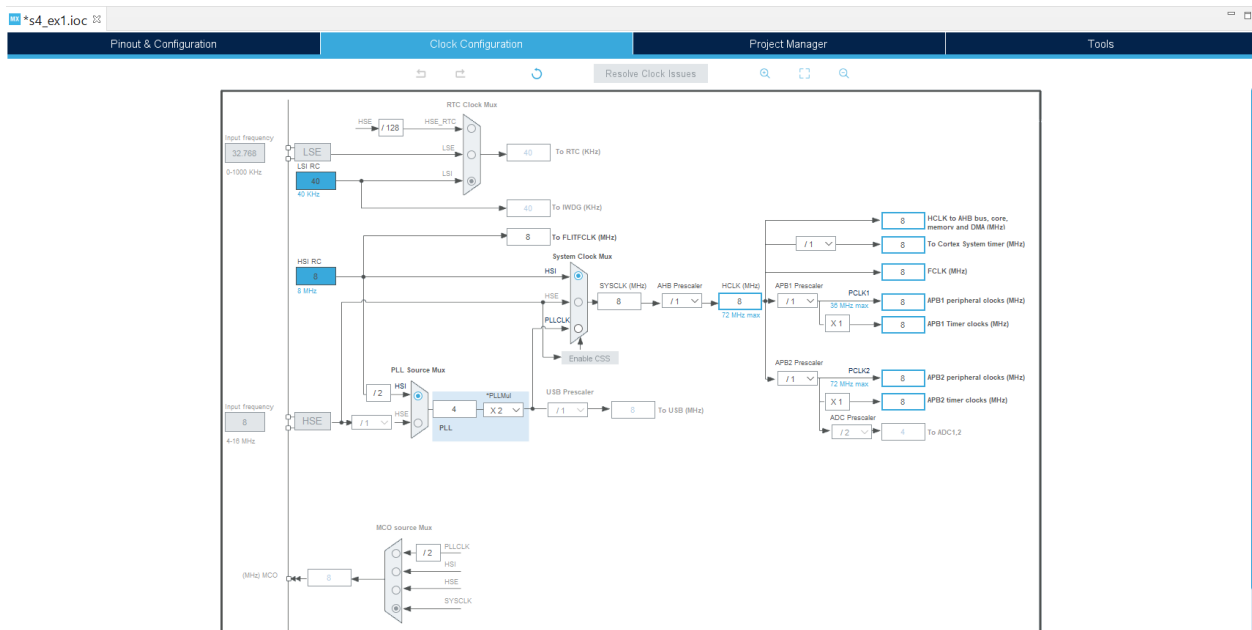 MX *s4_ex1.ioc
Pinout & Configuration
Clock Configuration
Project Manager
Tools
Resolve Clock Issues
RTC Clock Mux
HSE
/ 128
HSE_RTC
Input frequency
32.768
0-1000 KHz
LSE
LSE
40
To RTC (KHz)
LSI RC
40
40 KHz
LSI
40
To IWDG (KHz)
8
To FLITFCLK (MHz)
System Clock Mux
HSI RC
8
8 MHz
HSI
HSE
PLLCLK
SYSCLK (MHz)
8
AHB Prescaler
/ 1
HCLK (MHz)
8
72 MHz max
Enable CSS
8
HCLK to AHB bus, core,
memory and DMA (MHz)
/ 1
8
To Cortex System timer (MHz)
8
FCLK (MHz)
APB1 Prescaler
/ 1
PCLK1
36 MHz max
8
APB1 peripheral clocks (MHz)
X 1
8
APB1 Timer clocks (MHz)
APB2 Prescaler
/ 1
PCLK2
72 MHz max
8
APB2 peripheral clocks (MHz)
X 1
8
APB2 timer clocks (MHz)
ADC Prescaler
/ 2
4
To ADC1,2
PLL Source Mux
/ 2
HSI
HSE
Input frequency
8
4-16 MHz
HSE
/ 1
4
*PLLMul
X 2
PLL
USB Prescaler
/ 1
8
To USB (MHz)
MCO source Mux
/ 2
PLLCLK
HSI
HSE
SYSCLK
(MHz) MCO
8